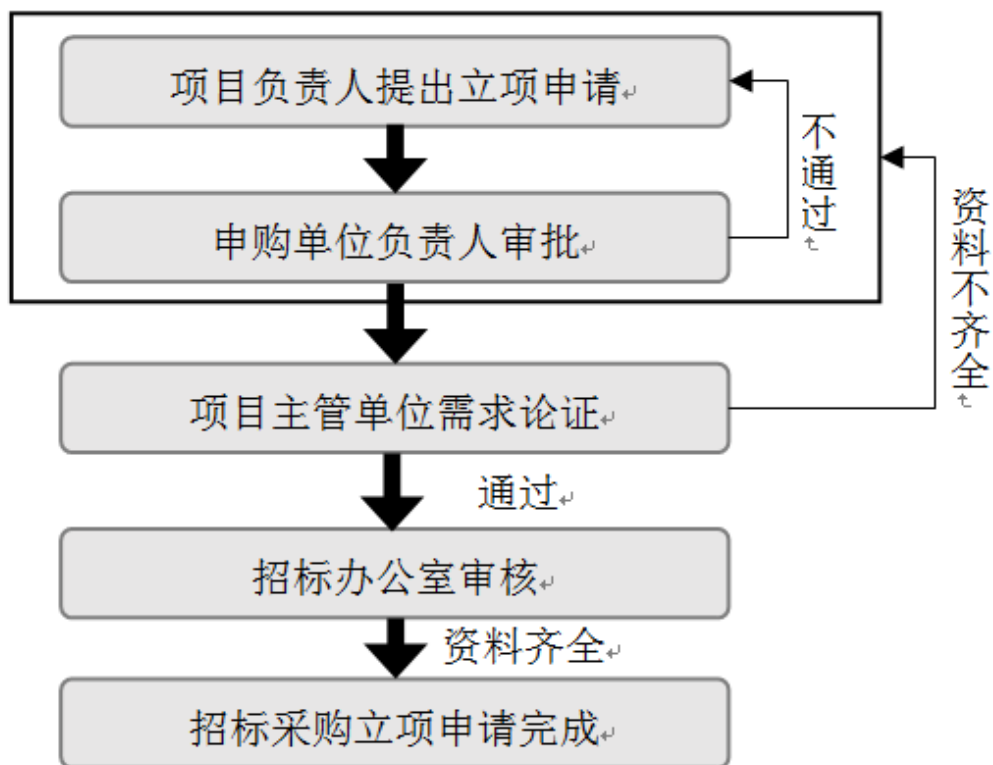 项目负责人提出立项申请
不通过
申购单位负责人审批
资料不齐全
项目主管单位需求论证
通过
招标办公室审核
资料齐全
招标采购立项申请完成